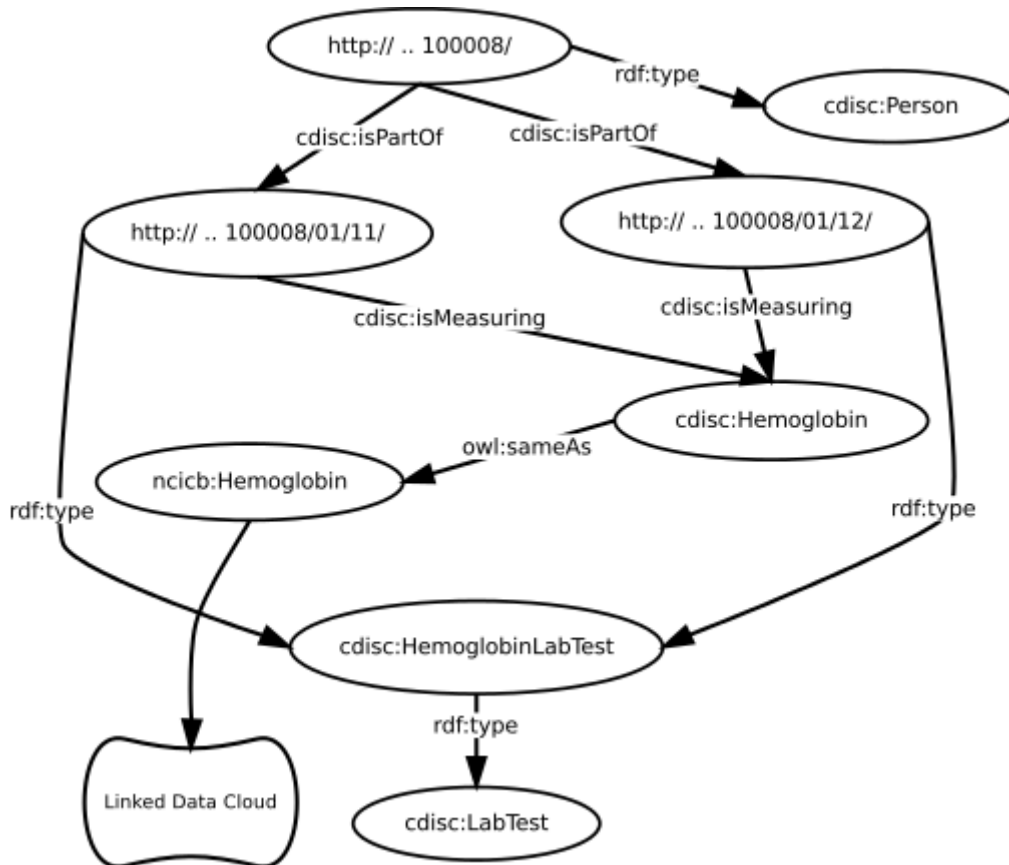 http:// .. 100008/
rdf:type
cdisc:Person
cdisc:isPartOf
cdisc:isPartOf
http:// .. 100008/01/11/
http:// .. 100008/01/12/
cdisc:isMeasuring
cdisc:isMeasuring
cdisc:Hemoglobin
owl:sameAs
ncicb:Hemoglobin
rdf:type
rdf:type
cdisc:HemoglobinLabTest
rdf:type
Linked Data Cloud
cdisc:LabTest